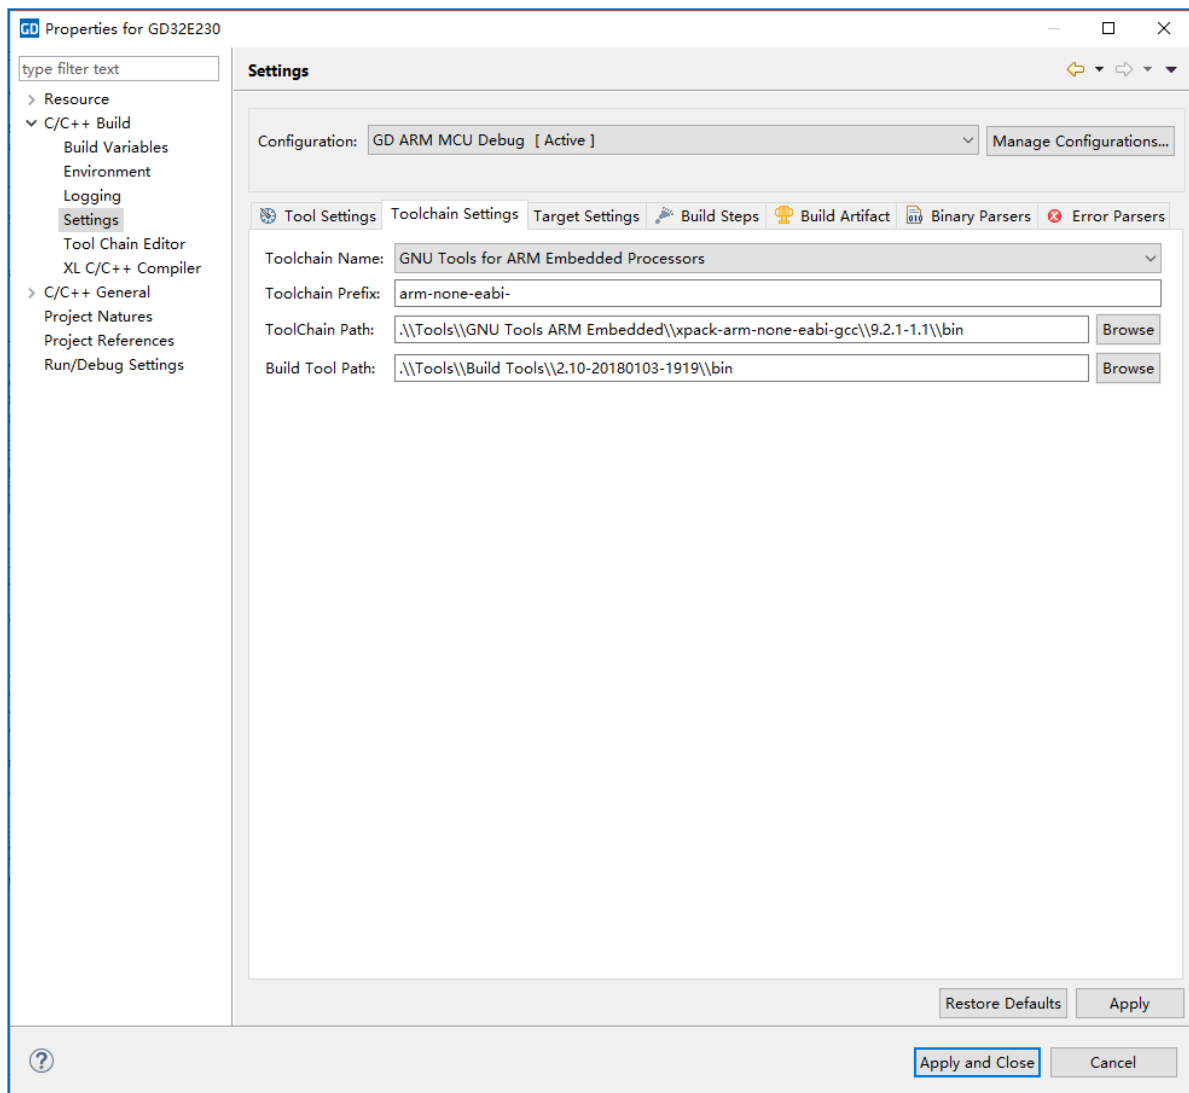 GD Properties for GD32E230
type filter text
Settings
Resource
C/C++ Build
Build Variables
Environment
Logging
Settings
Tool Chain Editor
XL C/C++ Compiler
C/C++ General
Project Natures
Project References
Run/Debug Settings
Configuration: GD ARM MCU Debug [ Active ] Manage Configurations...
Tool Settings Toolchain Settings Target Settings Build Steps Build Artifact 010 Binary Parsers Error Parsers
Toolchain Name: GNU Tools for ARM Embedded Processors
Toolchain Prefix: arm-none-eabi-
ToolChain Path: .\\Tools\\GNU Tools ARM Embedded\\xpack-arm-none-eabi-gcc\\9.2.1-1.1\\bin Browse
Build Tool Path: .\\Tools\\Build Tools\\2.10-20180103-1919\\bin Browse
Restore Defaults Apply
? Apply and Close Cancel